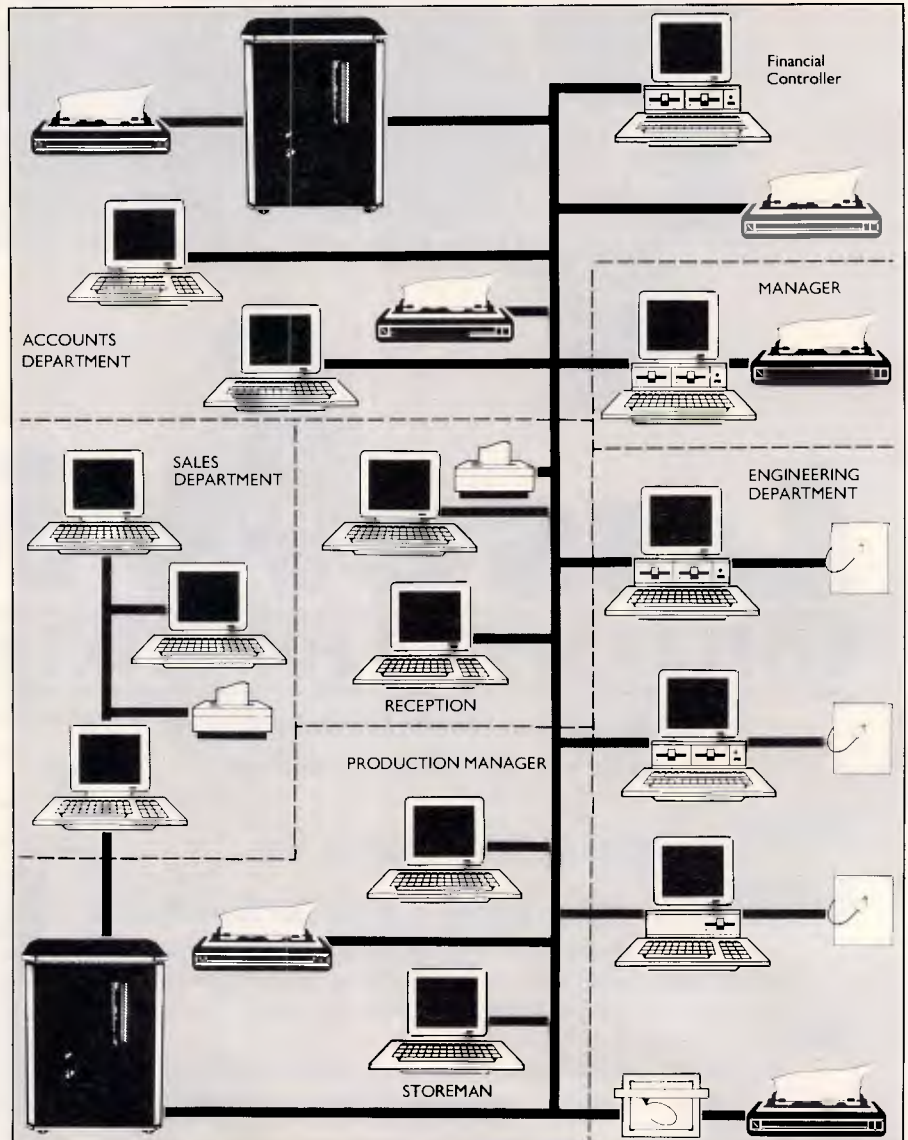 Financial
Controller
MANAGER
ACCOUNTS
DEPARTMENT
SALES
DEPARTMENT
ENGINEERING
DEPARTMENT
RECEPTION
PRODUCTION MANAGER
STOREMAN